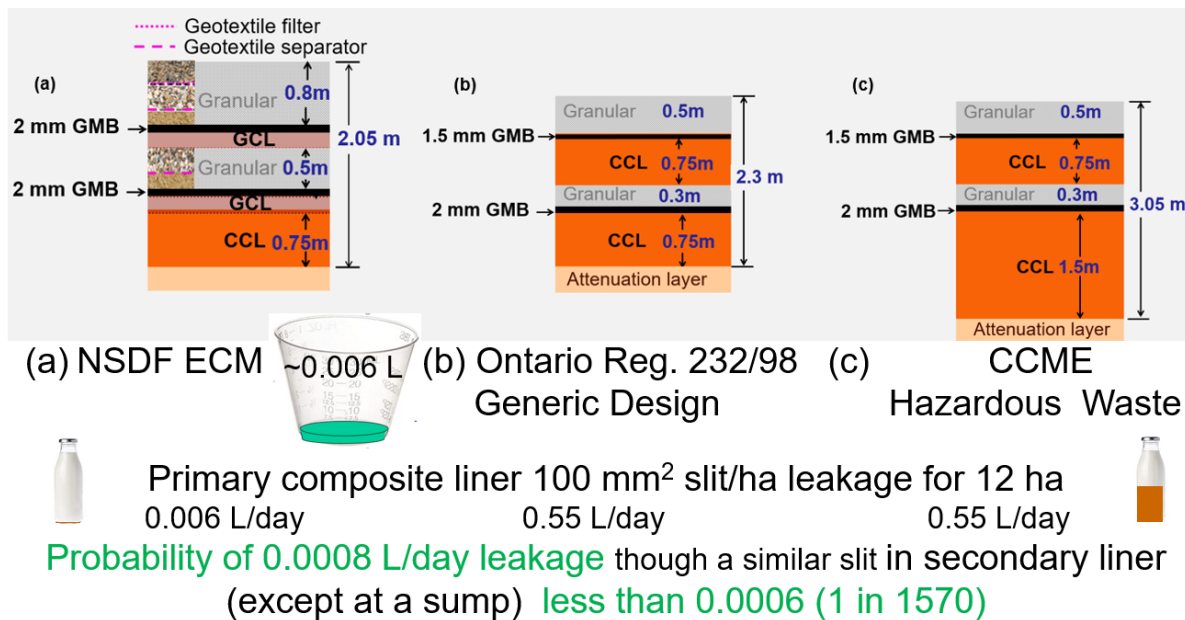 Geotextile filter
Geotextile separator
(a)
Granular 0.8m
2 mm GMB
GCL
2.05 m
Granular 0.5m
2 mm GMB
GCL
CCL 0.75m
(b)
Granular 0.5m
1.5 mm GMB
CCL 0.75m
2.3 m
Granular 0.3m
2 mm GMB
CCL 0.75m
Attenuation layer
(c)
Granular 0.5m
1.5 mm GMB
CCL 0.75m
Granular 0.3m
3.05 m
2 mm GMB
CCL 1.5m
Attenuation layer
(a) NSDF ECM
~0.006 L
(b) Ontario Reg. 232/98
Generic Design
(c) CCME
Hazardous Waste
Primary composite liner 100 mm² slit/ha leakage for 12 ha
0.006 L/day 0.55 L/day 0.55 L/day
Probability of 0.0008 L/day leakage though a similar slit in secondary liner
(except at a sump) less than 0.0006 (1 in 1570)